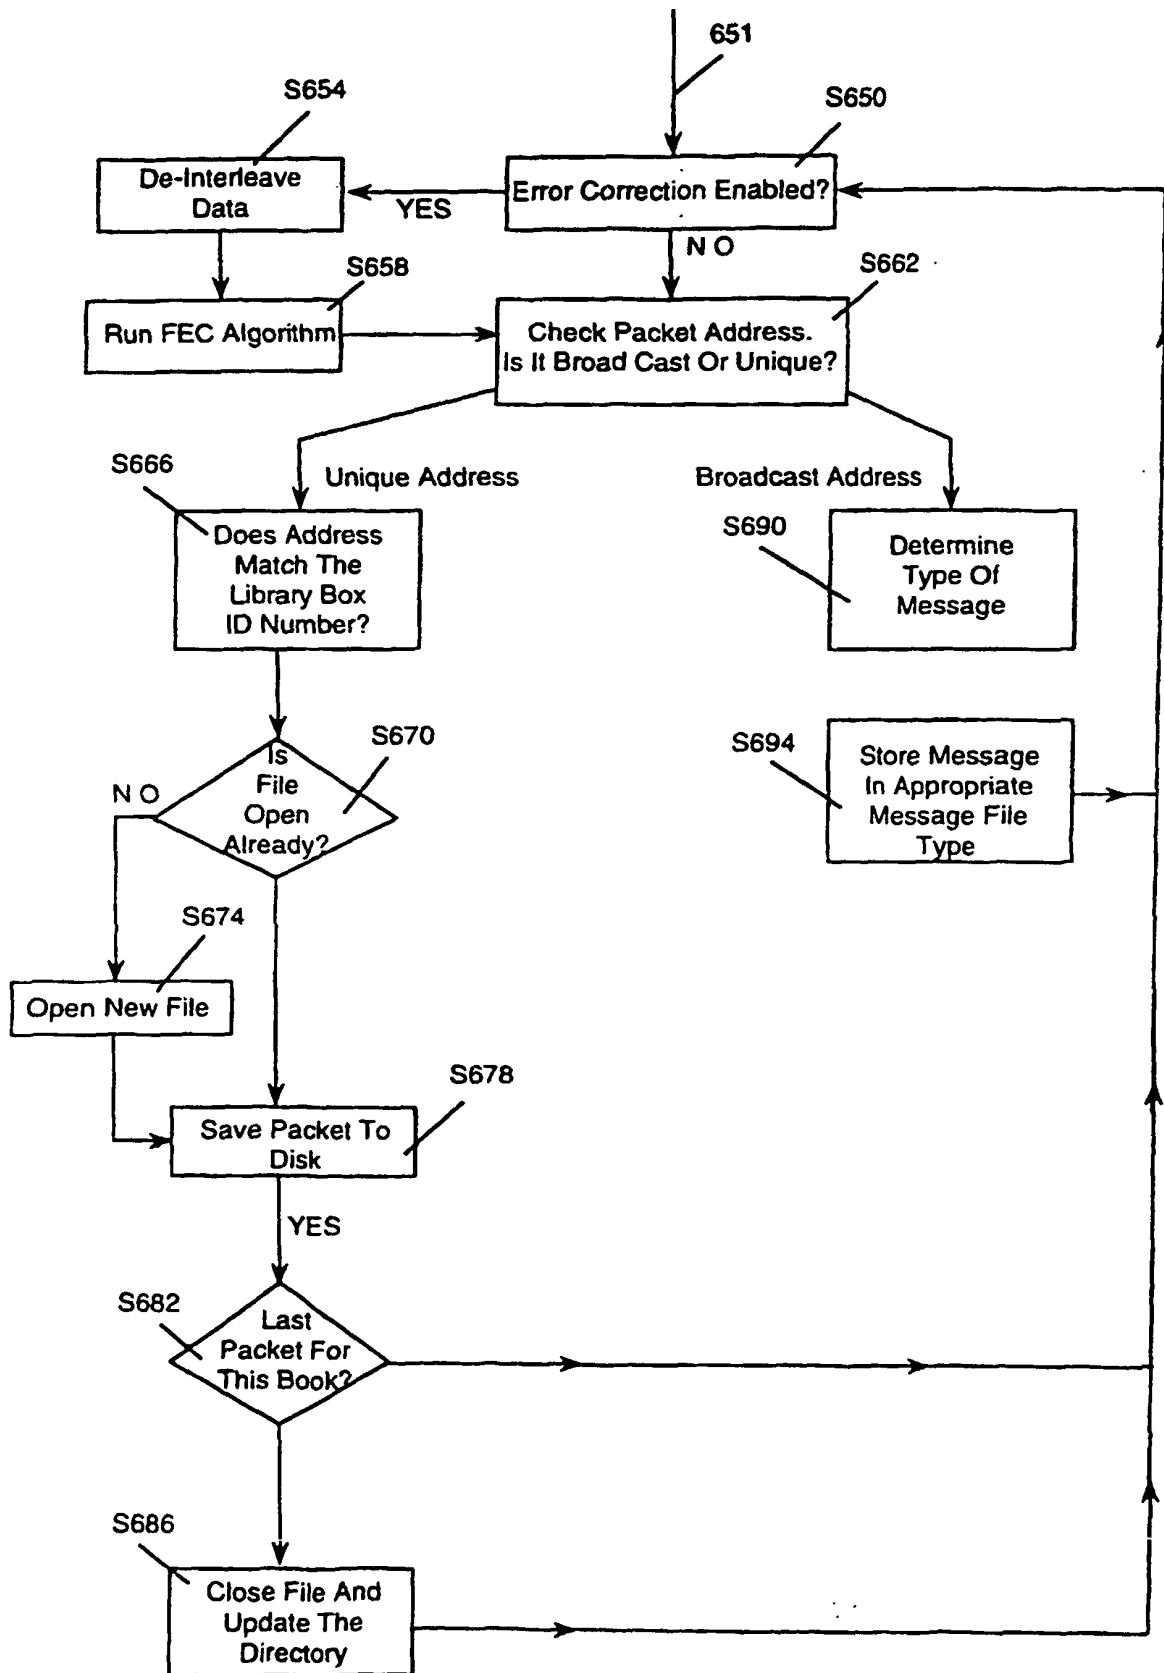 651
S654
S650
De-Interleave
Data
YES
Error Correction Enabled?
NO
S658
S662
Run FEC Algorithm
Check Packet Address.
Is It Broad Cast Or Unique?
S666
Unique Address
Broadcast Address
S690
Does Address
Match The
Library Box
ID Number?
Determine
Type Of
Message
S670
S694
Is
File
Open
Already?
NO
Store Message
In Appropriate
Message File
Type
S674
Open New File
S678
Save Packet To
Disk
YES
S682
Last
Packet For
This Book?
S686
Close File And
Update The
Directory